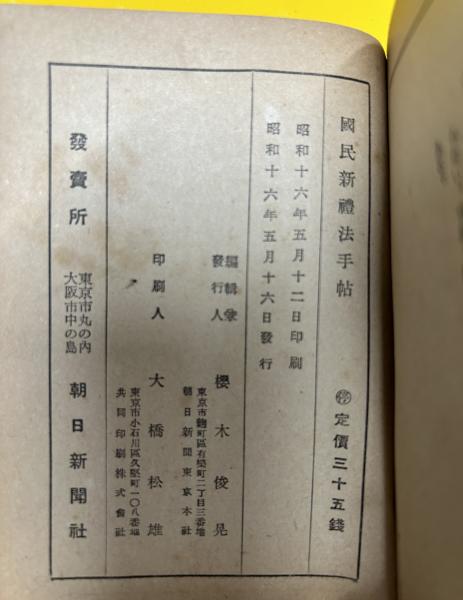 國民新禮法手帖
㊙定價三十五錢
昭和十六年五月十二日印刷
昭和十六年五月十六日發行
編輯兼
發行人
櫻木俊晃
東京市麴町區有樂町二丁目三番地
朝日新聞東京本社
印刷人
大橋松雄
東京市小石川區久堅町一〇八番地
共同印刷株式會社
發賣所
東京市丸の內
大阪市中の島
朝日新聞社